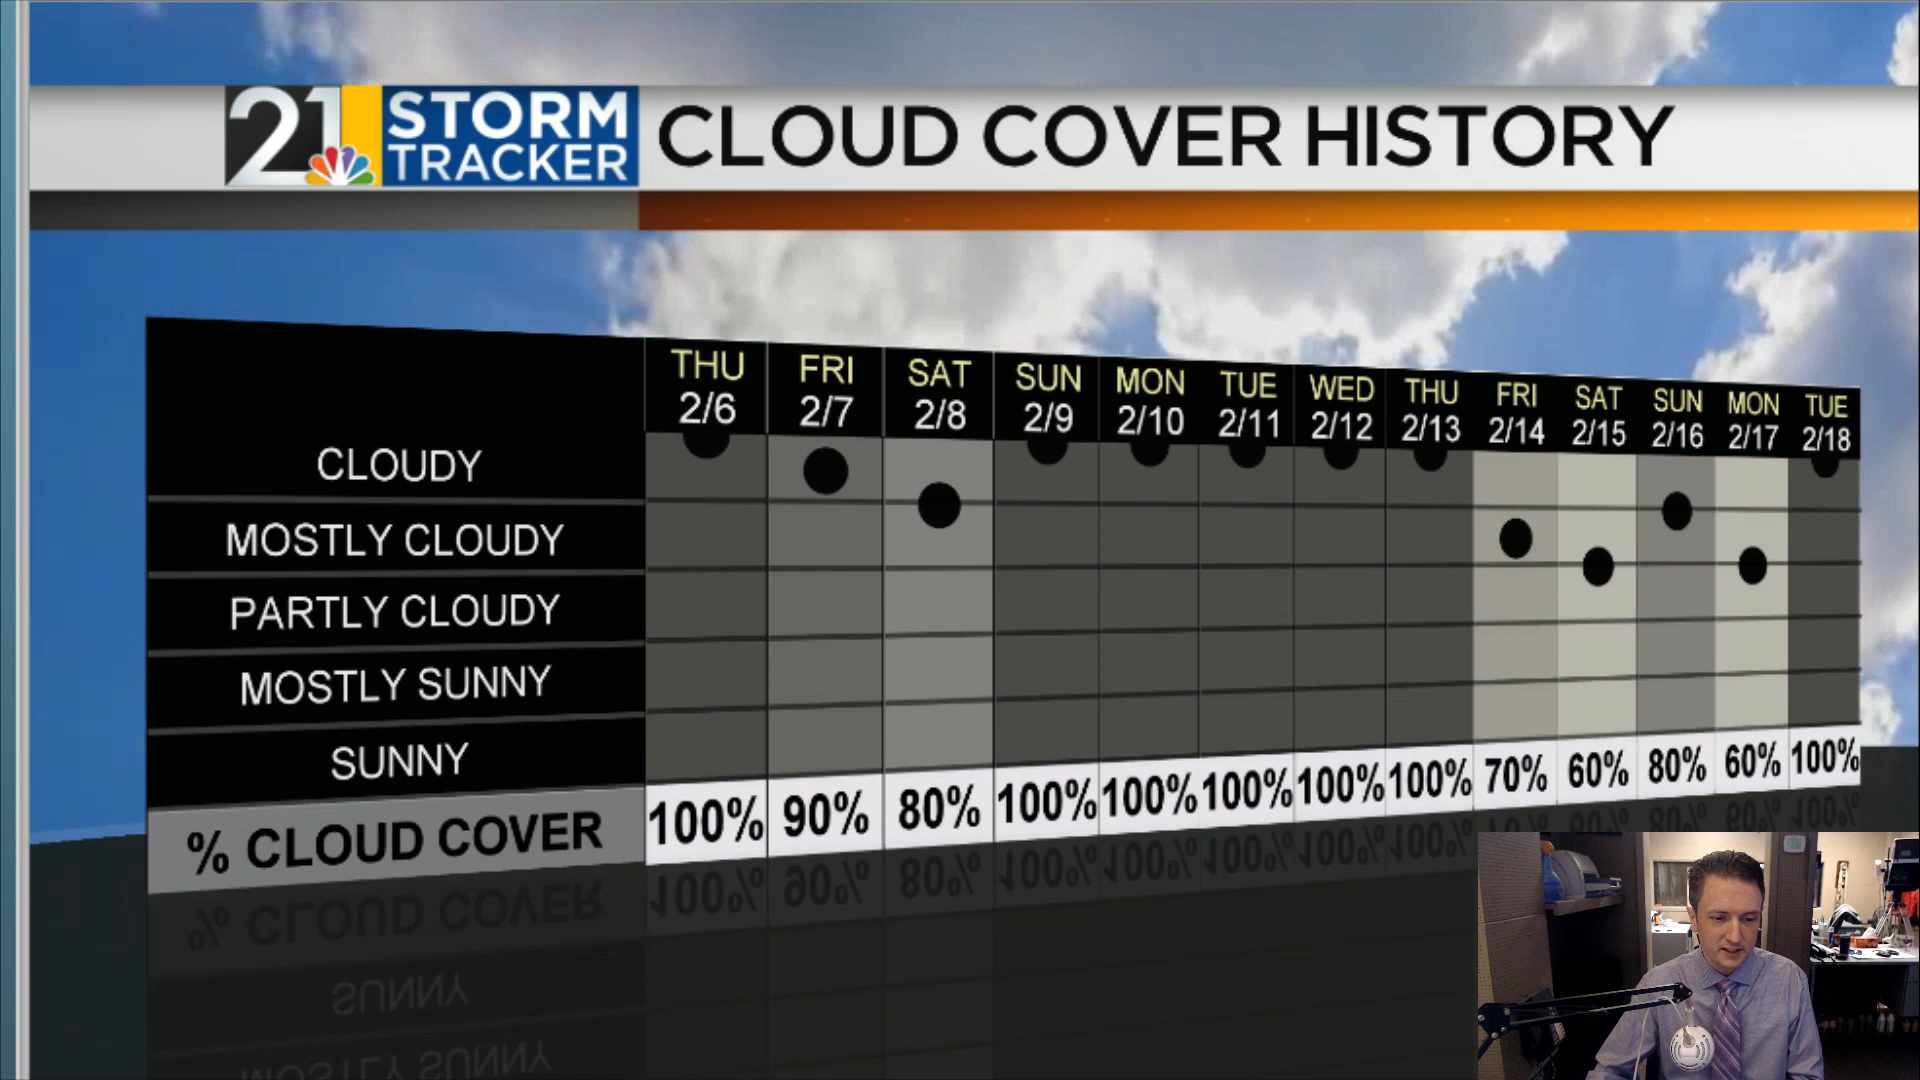 21 STORM TRACKER CLOUD COVER HISTORY
THU FRI SAT SUN MON TUE WED THU FRI SAT SUN MON TUE
2/6 2/7 2/8 2/9 2/10 2/11 2/12 2/13 2/14 2/15 2/16 2/17 2/18
CLOUDY
MOSTLY CLOUDY
PARTLY CLOUDY
MOSTLY SUNNY
SUNNY
% CLOUD COVER 100% 90% 80% 100% 100% 100% 100% 100% 70% 60% 80% 60% 100%